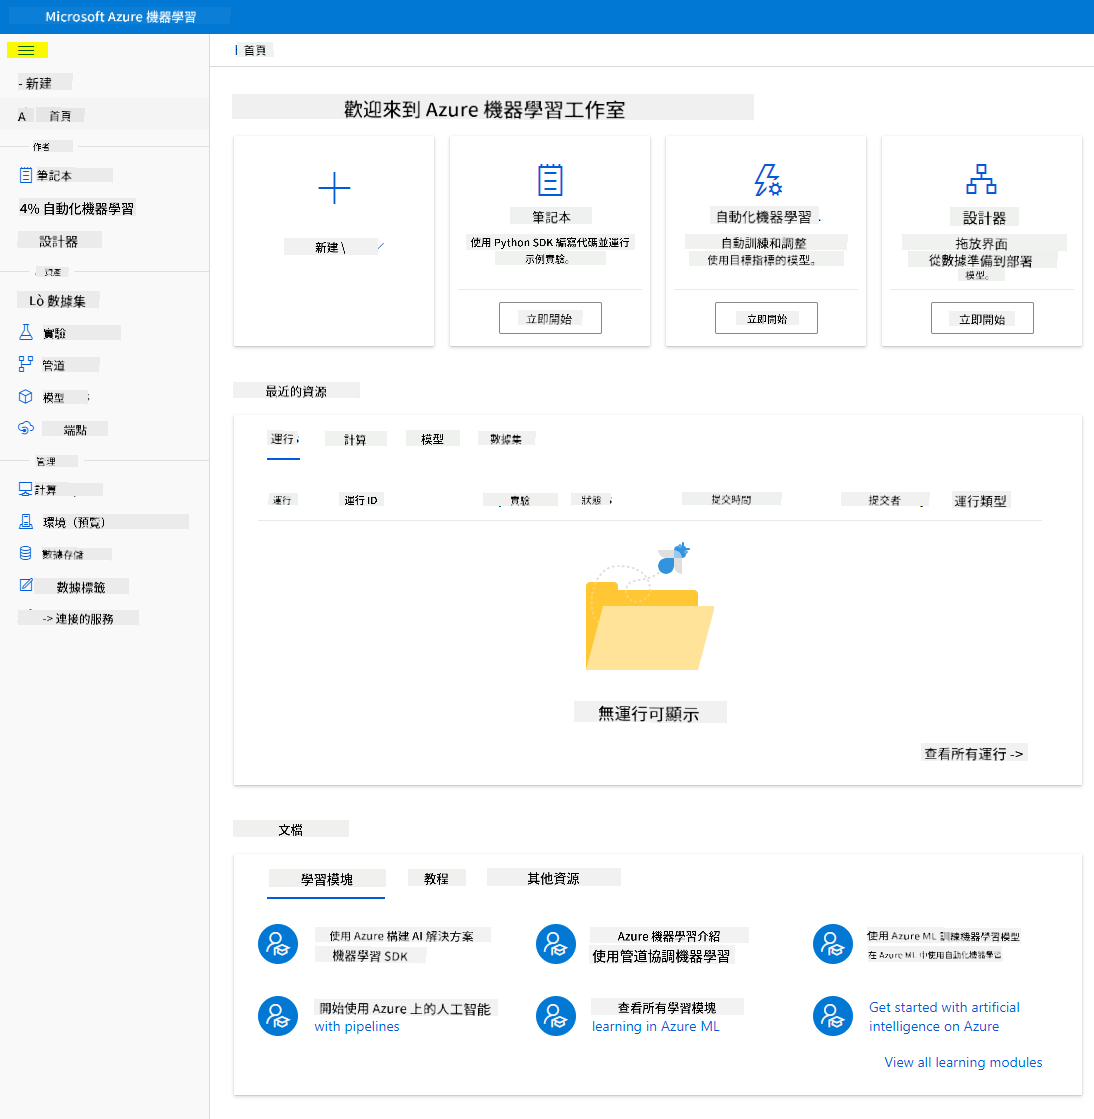 Microsoft Azure 機器學習
- 新建
A 首頁
作者
筆記本
4% 自動化機器學習
設計器
資產
Lò 數據集
實驗
管道
模型
端點
管理
計算
環境（預覧）
數據存儲
數據標籤
-> 連接的服務
首頁
歡迎來到 Azure 機器學習工作室
新建 \
筆記本
使用 Python SDK 編寫代碼並運行
示例實驗。
立即開始
自動化機器學習
自動訓練和調整
使用目標指標的模型。
立即開始
設計器
拖放界面
從數據準備到部署
模型。
立即開始
最近的資源
運行
計算
模型
數據集
運行
運行 ID
實驗
狀態
提交時間
提交者
運行類型
無運行可顯示
查看所有運行 ->
文檔
學習模塊
教程
其他資源
使用 Azure 構建 AI 解決方案
機器學習 SDK
Azure 機器學習介紹
使用管道協調機器學習
使用 Azure ML 訓練機器學習模型
在 Azure ML 中使用自動化機器學習
開始使用 Azure 上的人工智能
with pipelines
查看所有學習模塊
learning in Azure ML
Get started with artificial
intelligence on Azure
View all learning modules